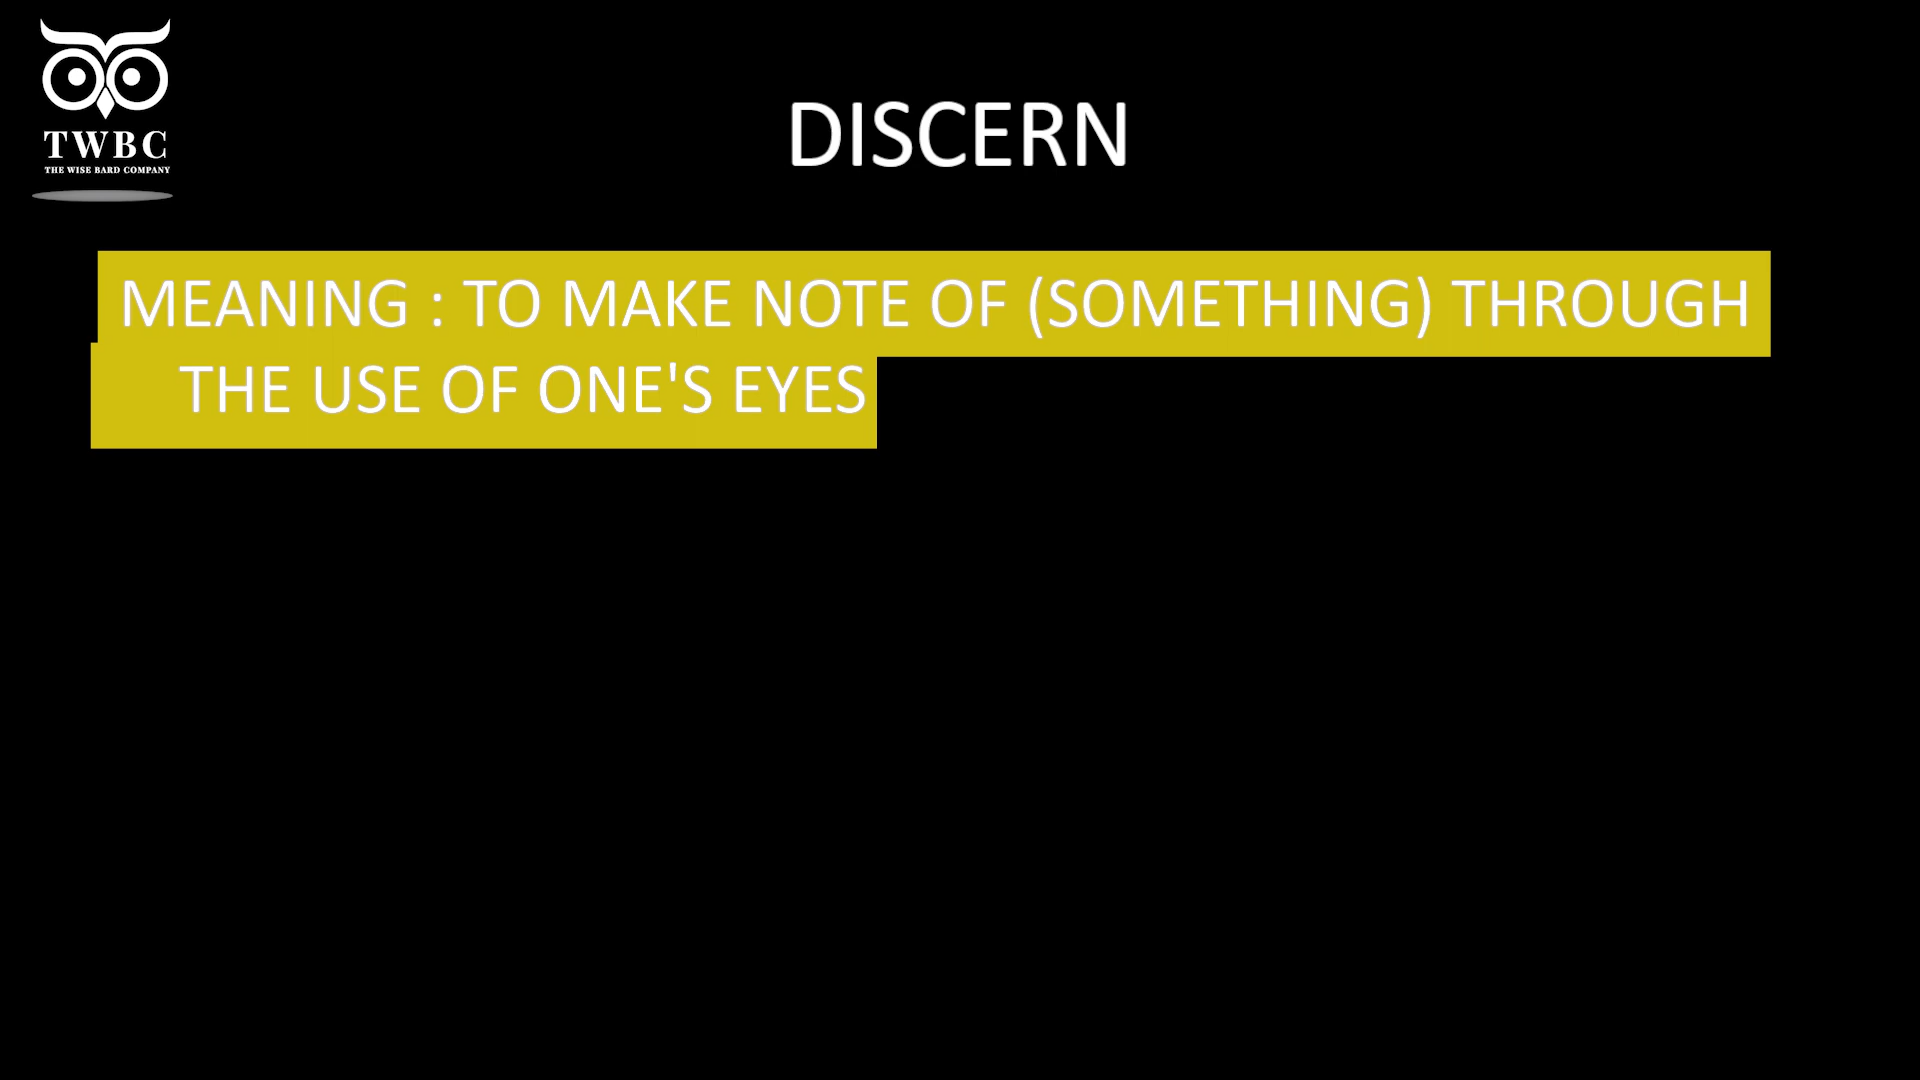 TWBC
THE WISE BARD COMPANY
DISCERN
MEANING : TO MAKE NOTE OF (SOMETHING) THROUGH
THE USE OF ONE'S EYES